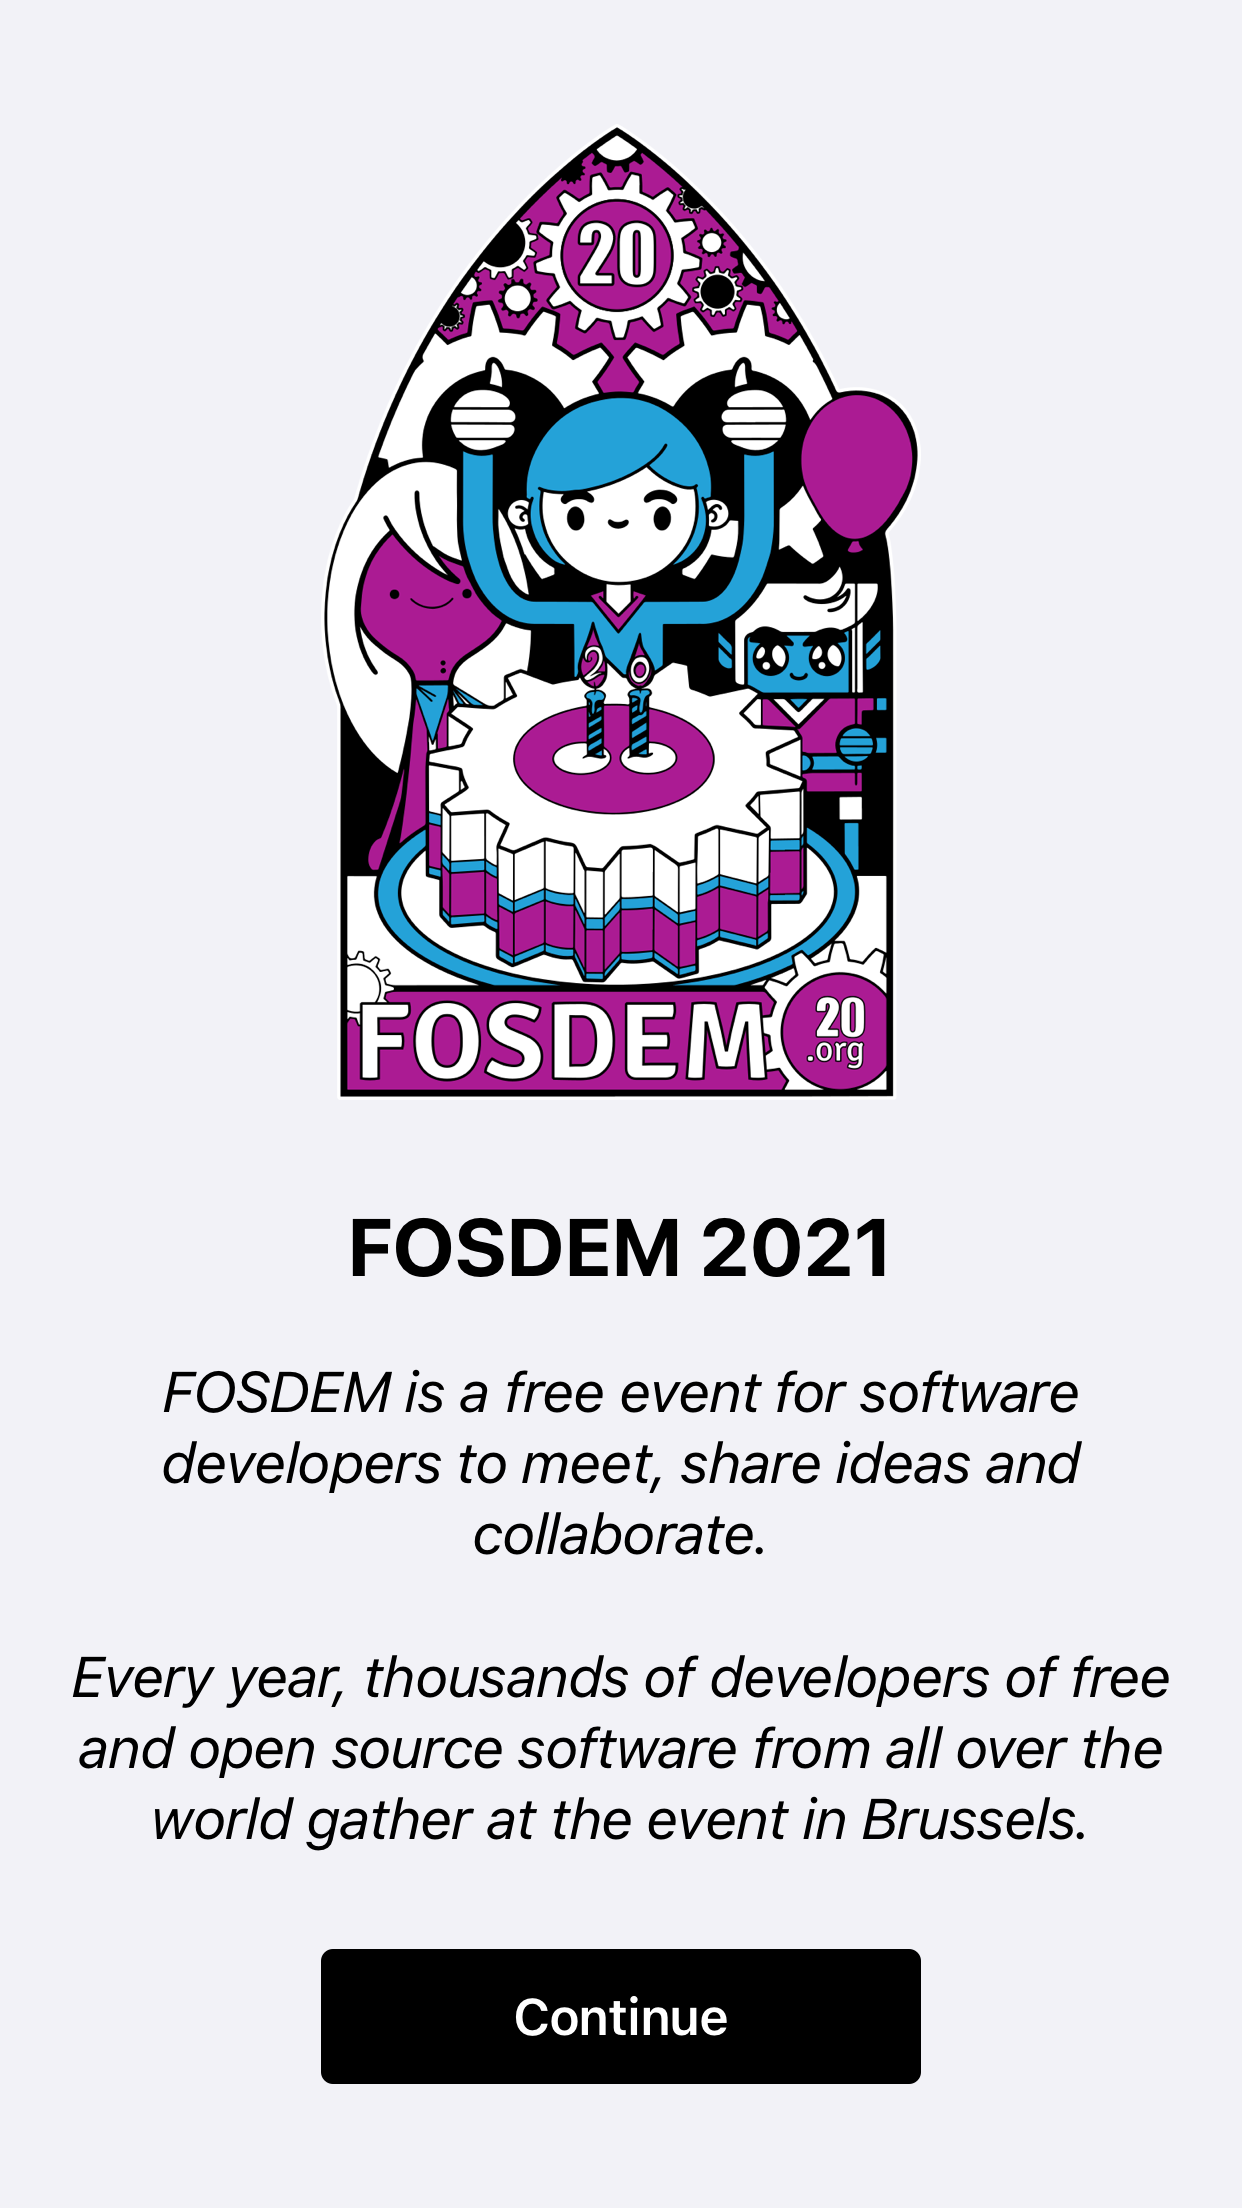 20
2 0
FOSDEM
20
.org
FOSDEM 2021
FOSDEM is a free event for software
developers to meet, share ideas and
collaborate.
Every year, thousands of developers of free
and open source software from all over the
world gather at the event in Brussels.
Continue